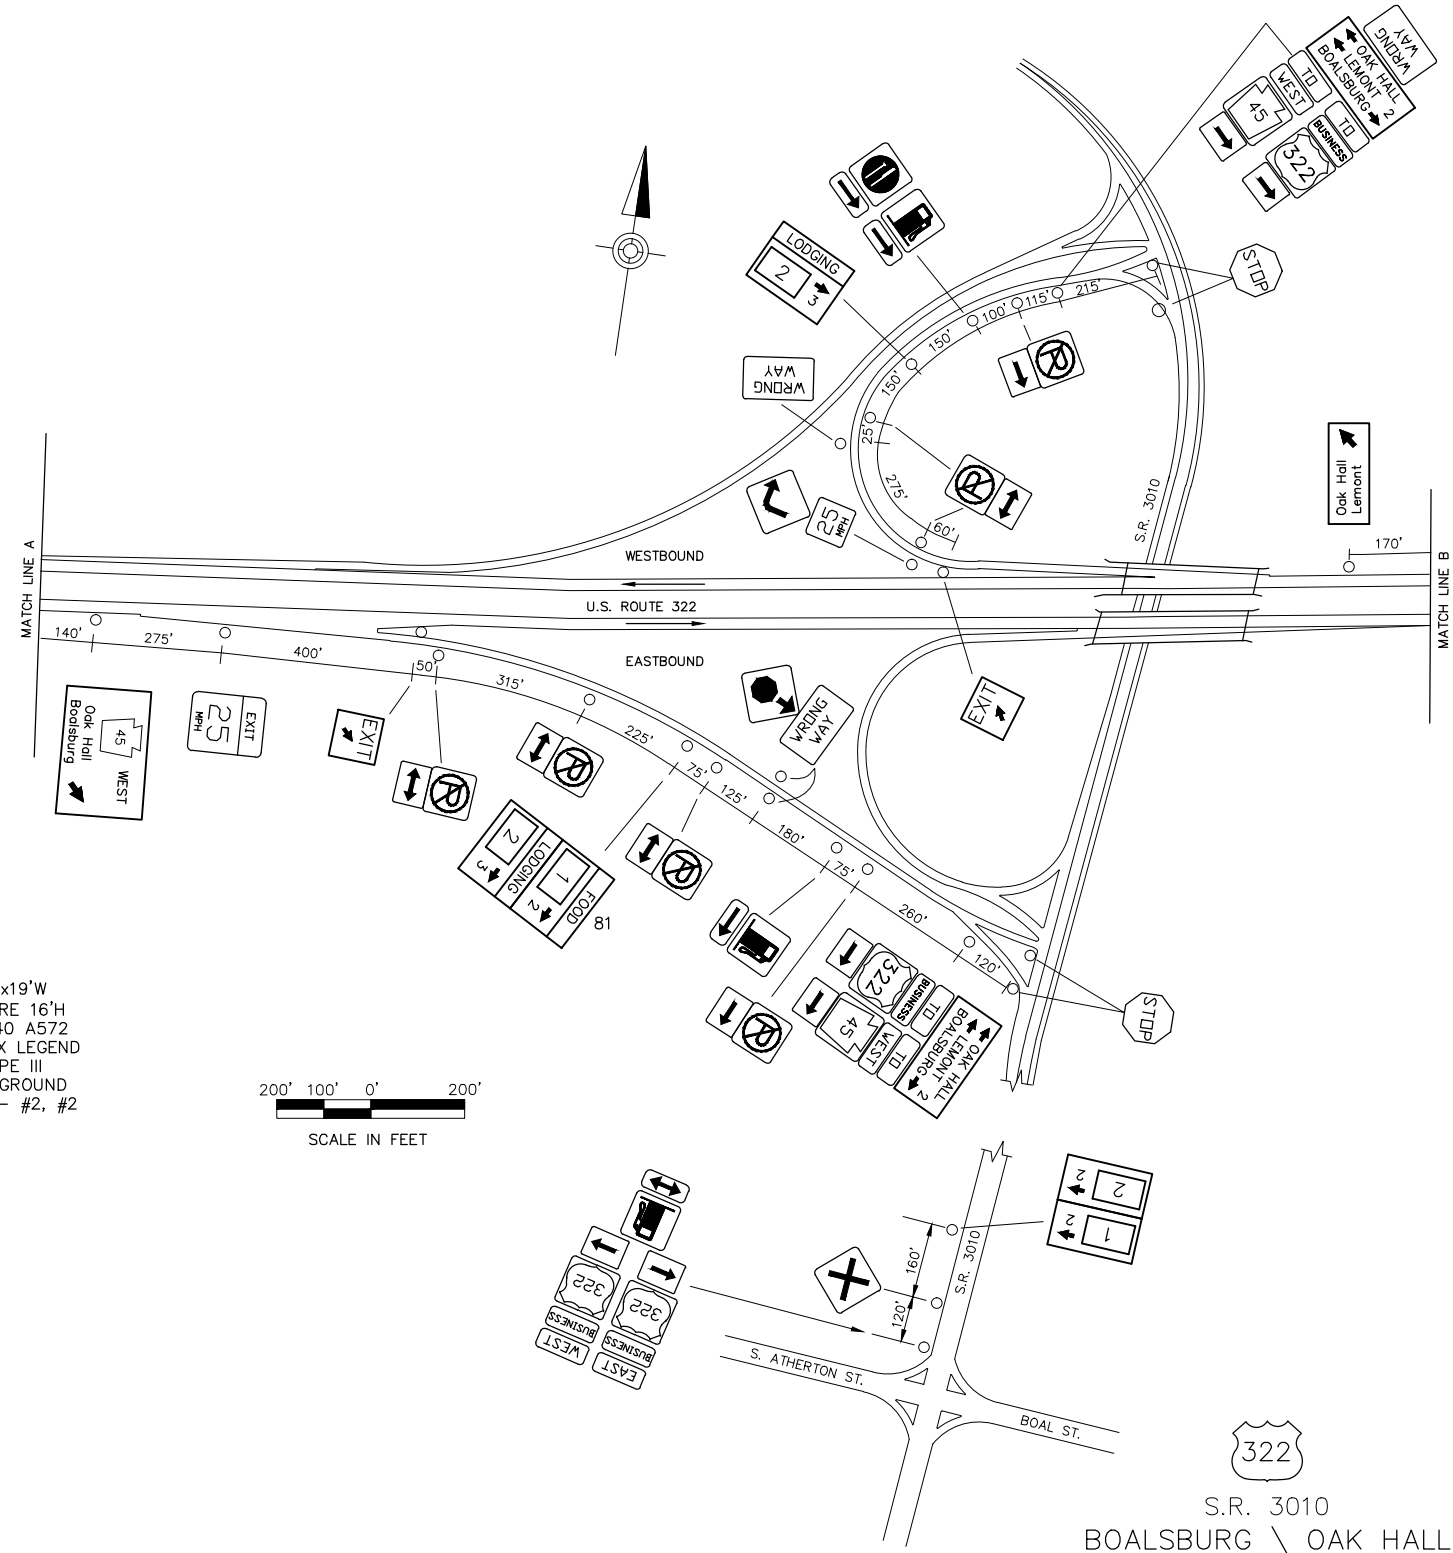 WRONG
WAY
OAK HALL
LEMONT
BOALSBURG 2
TO
WEST
45
TO
BUSINESS
322
STOP
LODGING
2
3
215'
115'
100'
150'
150'
25'
275'
60'
WRONG
WAY
25
MPH
S.R. 3010
Oak Hall
Lemont
170'
MATCH LINE A
MATCH LINE B
WESTBOUND
U.S. ROUTE 322
EASTBOUND
140'
275'
400'
50'
315'
225'
75'
125'
180'
75'
260'
120'
WEST
45
Oak Hall
Boalsburg
EXIT
25
MPH
EXIT
EXIT
WRONG
WAY
FOOD
1
2
LODGING
2
3
81
322
BUSINESS
TO
45
WEST
TO
OAK HALL
LEMONT
BOALSBURG 2
STOP
x19'W
RE 16'H
40 A572
X LEGEND
PE III
GROUND
- #2, #2
200' 100' 0' 200'
SCALE IN FEET
WEST
BUSINESS
322
EAST
BUSINESS
322
1
2
2
2
160'
120'
S.R. 3010
S. ATHERTON ST.
BOAL ST.
322
S.R. 3010
BOALSBURG \ OAK HALL